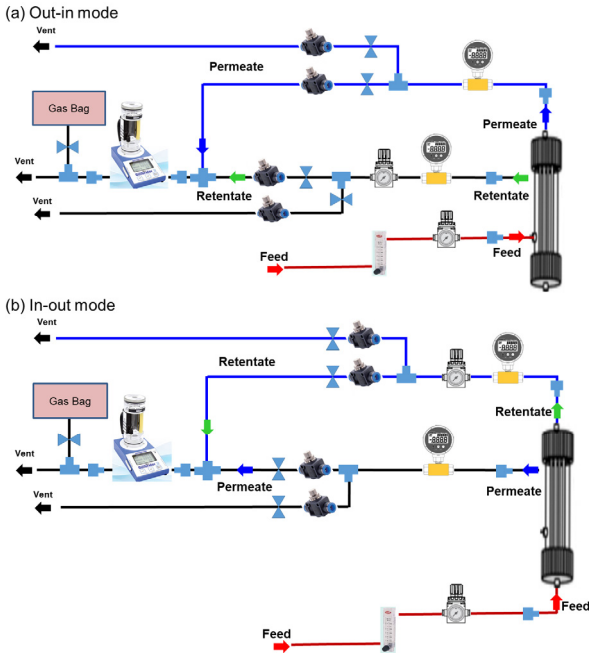 (a) Out-in mode
Vent
Permeate
Gas Bag
Permeate
Vent
Retentate
Retentate
Vent
Feed
Feed
(b) In-out mode
Vent
Retentate
Gas Bag
Retentate
Vent
Permeate
Permeate
Vent
Feed
Feed